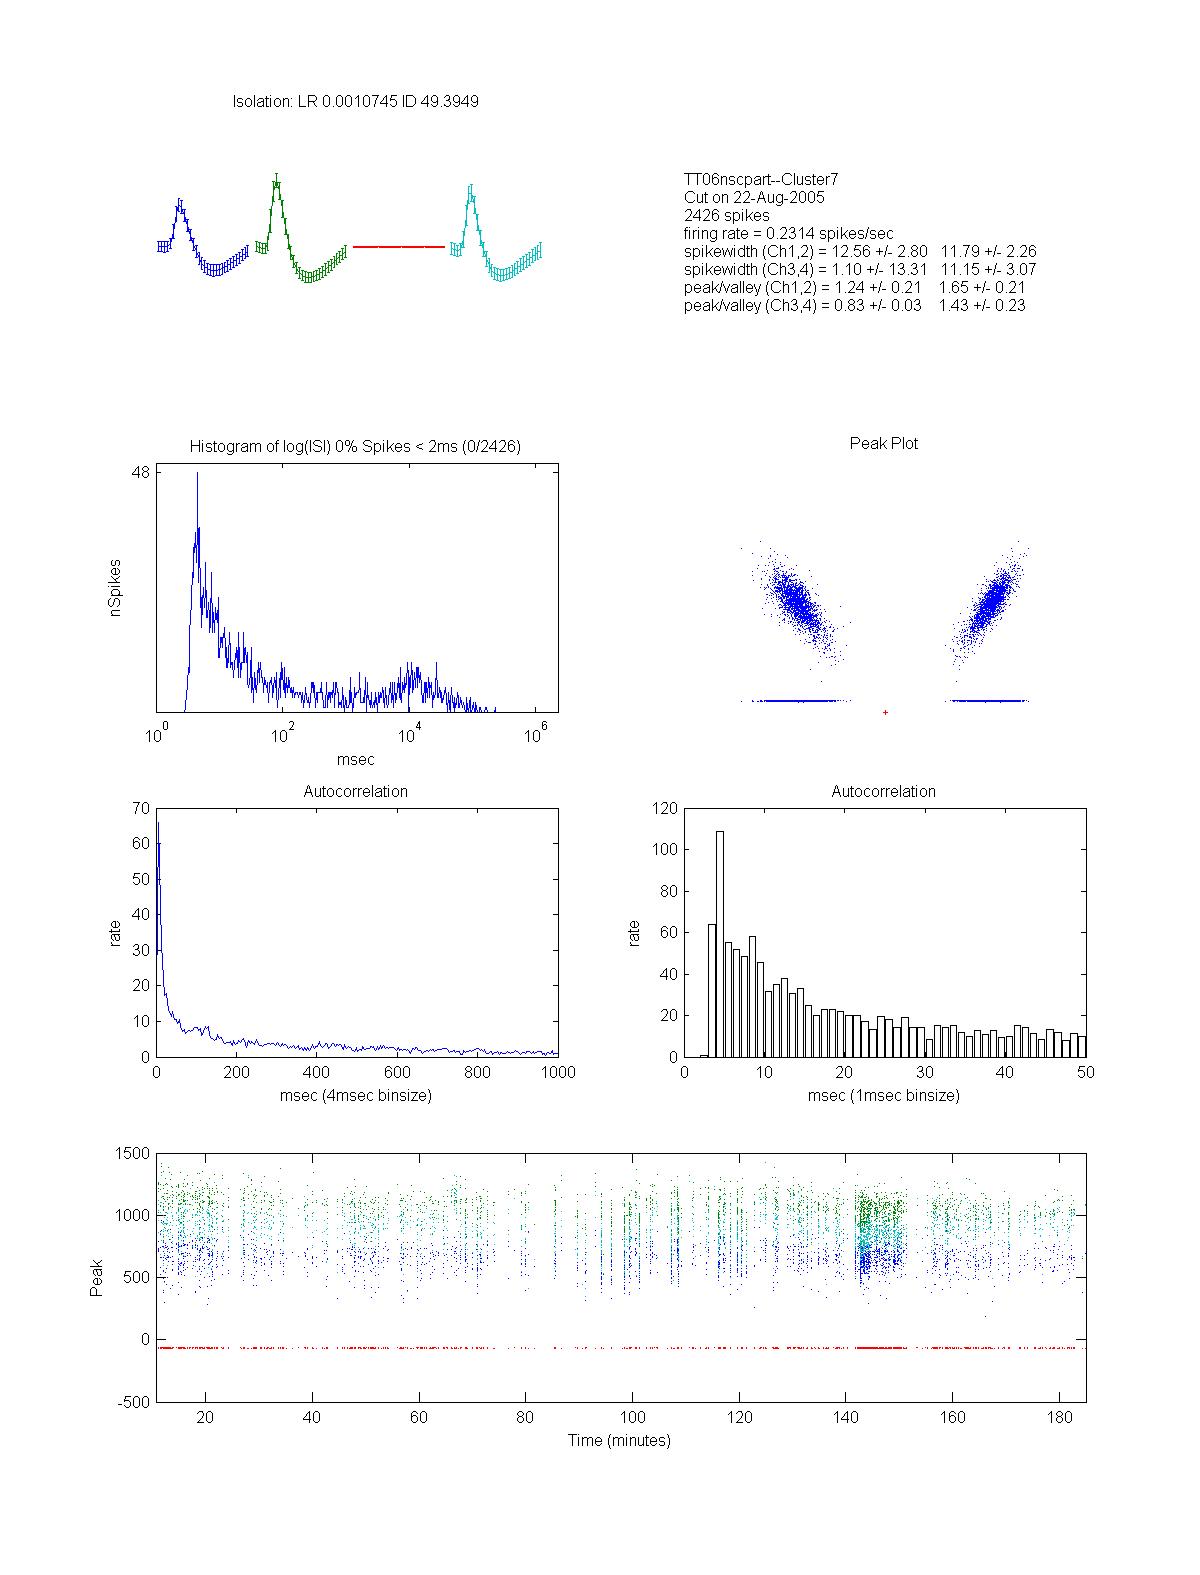 Isolation: LR 0.0010745 ID 49.3949
TT06nscpart--Cluster7
Cut on 22-Aug-2005
2426 spikes
firing rate = 0.2314 spikes/sec
spikewidth (Ch1,2) = 12.56 +/- 2.80 11.79 +/- 2.26
spikewidth (Ch3,4) = 1.10 +/- 13.31 11.15 +/- 3.07
peak/valley (Ch1,2) = 1.24 +/- 0.21 1.65 +/- 0.21
peak/valley (Ch3,4) = 0.83 +/- 0.03 1.43 +/- 0.23
Histogram of log(ISI) 0% Spikes < 2ms (0/2426)
48
nSpikes
10^0 10^2 10^4 10^6
msec
Peak Plot
Autocorrelation
70
60
50
40
30
20
10
0
rate
0 200 400 600 800 1000
msec (4msec binsize)
Autocorrelation
120
100
80
60
40
20
0
rate
0 10 20 30 40 50
msec (1msec binsize)
1500
1000
500
0
-500
Peak
20 40 60 80 100 120 140 160 180
Time (minutes)